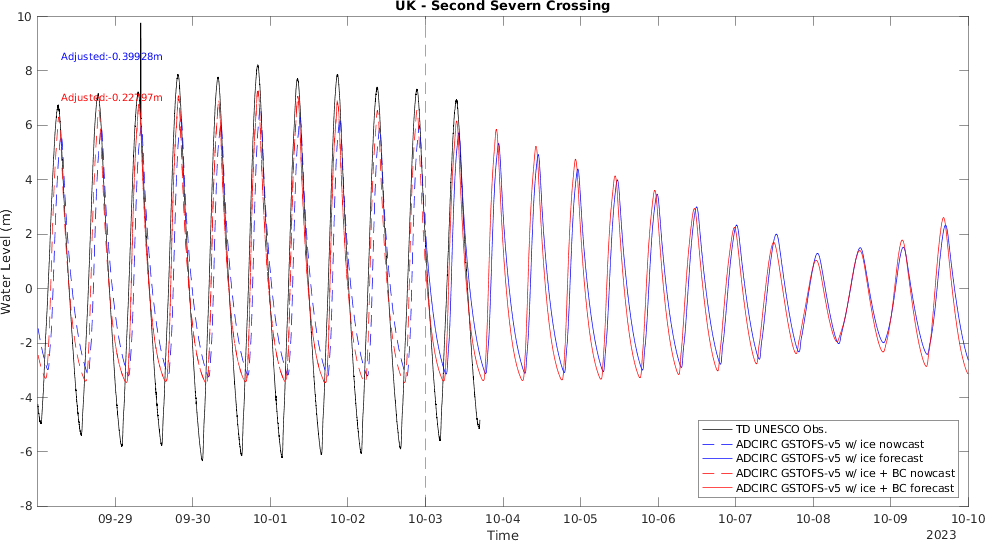 UK - Second Severn Crossing
10
8
6
4
2
0
-2
-4
-6
-8
Water Level (m)
Adjusted:-0.39928m
Adjusted:-0.22797m
TD UNESCO Obs.
ADCIRC GSTOFS-v5 w/ ice nowcast
ADCIRC GSTOFS-v5 w/ ice forecast
ADCIRC GSTOFS-v5 w/ ice + BC nowcast
ADCIRC GSTOFS-v5 w/ ice + BC forecast
09-29 09-30 10-01 10-02 10-03 10-04 10-05 10-06 10-07 10-08 10-09 10-10
Time
2023